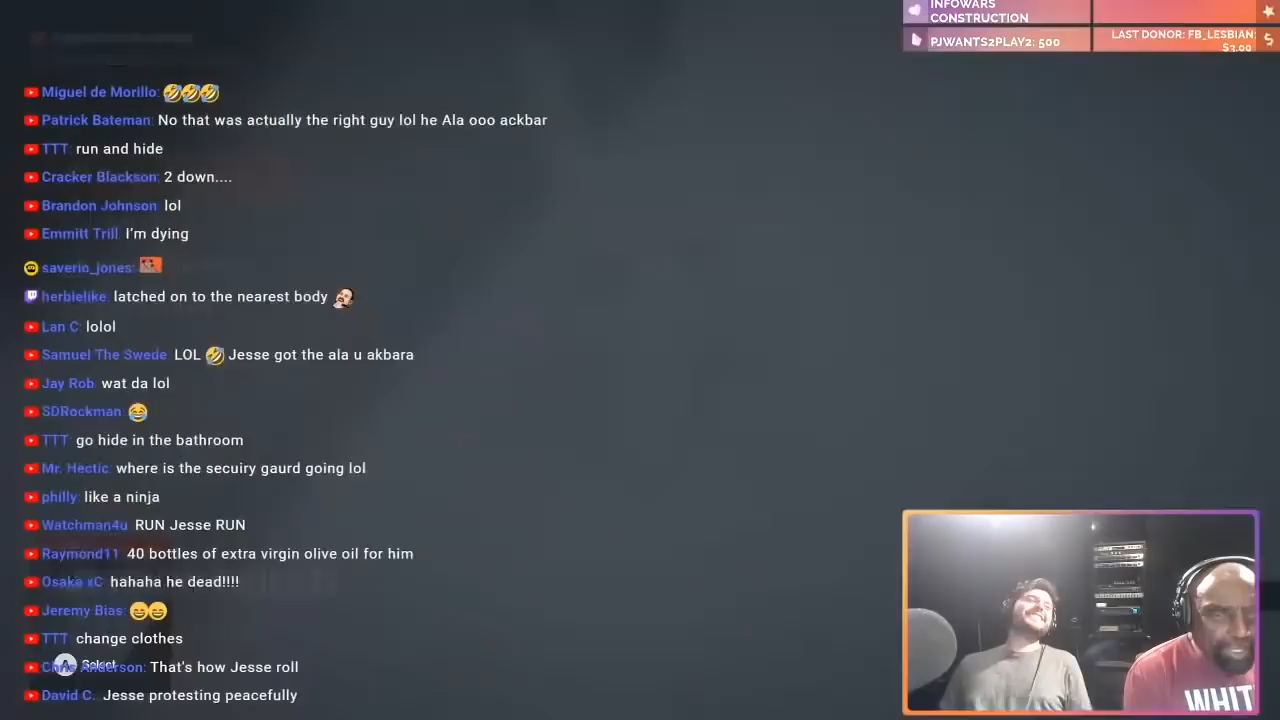 INFOWARS
CONSTRUCTION
PJWANTS2PLAY2: 500
LAST DONOR: FB_LESBIAN:
$3.00
Miguel de Morillo: 🤣🤣🤣
Patrick Bateman: No that was actually the right guy lol he Ala ooo ackbar
TTT: run and hide
Cracker Blackson: 2 down....
Brandon Johnson: lol
Emmitt Trill: I'm dying
saverio_jones:
herbielike: latched on to the nearest body
Lan C: lolol
Samuel The Swede: LOL 🤣 Jesse got the ala u akbara
Jay Rob: wat da lol
SDRockman: 😂
TTT: go hide in the bathroom
Mr. Hectic: where is the secuiry gaurd going lol
philly: like a ninja
Watchman4u: RUN Jesse RUN
Raymond11: 40 bottles of extra virgin olive oil for him
Osaka xC: hahaha he dead!!!!
Jeremy Bias: 😄😄
TTT: change clothes
A Select
Chris Anderson: That's how Jesse roll
David C.: Jesse protesting peacefully
WHIT